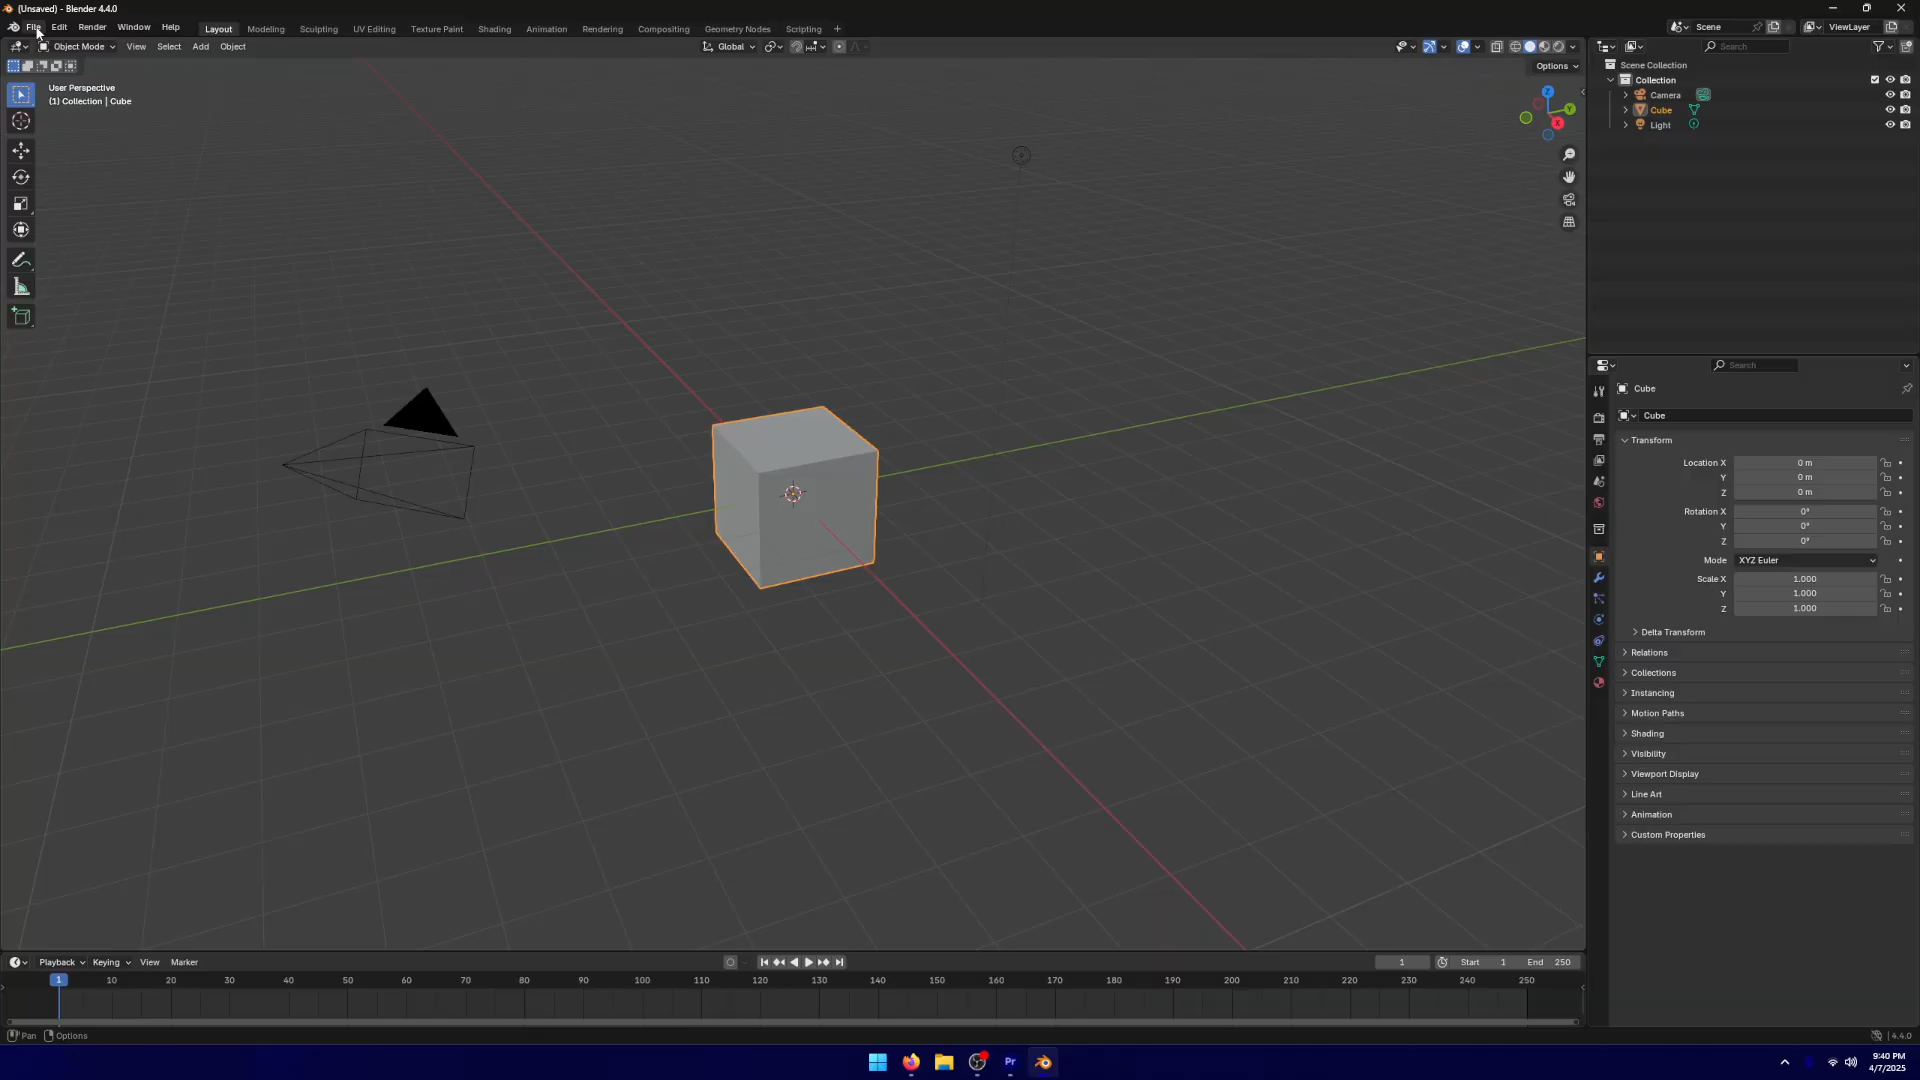 (Unsaved) - Blender 4.4.0
File Edit Render Window Help Layout Modeling Sculpting UV Editing Texture Paint Shading Animation Rendering Geometry Nodes Compositing Scripting + Scene ViewLayer
Object Mode View Select Add Object Global Search
Options
User Perspective
(1) Collection | Cube
Z
Y
X
Scene Collection
Collection
Camera
Cube
Light
Search
Cube
Cube
Transform
Location X 0 m
Y 0 m
Z 0 m
Rotation X 0°
Y 0°
Z 0°
Mode XYZ Euler
Scale X 1.000
Y 1.000
Z 1.000
Delta Transform
Relations
Collections
Instancing
Motion Paths
Shading
Visibility
Viewport Display
Line Art
Animation
Custom Properties
Playback Keying View Marker 1 Start 1 End 250
1 10 20 30 40 50 60 70 80 90 100 110 120 130 140 150 160 170 180 190 200 210 220 230 240 250
Pan Options 4.4.0
Pr
9:40 PM
4/7/2025